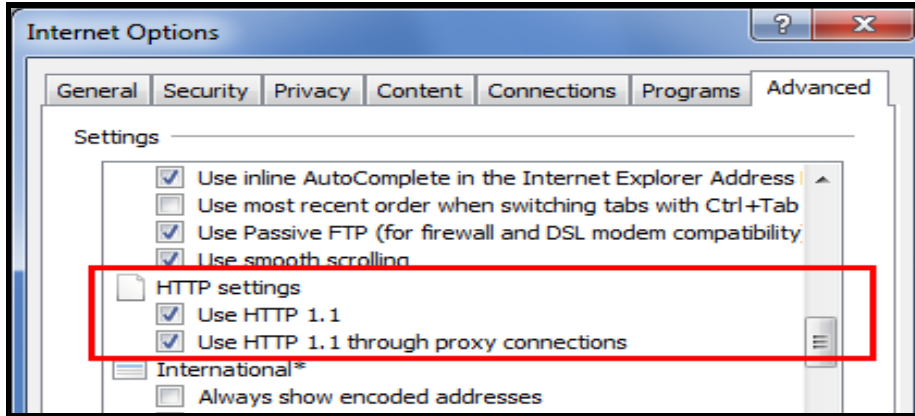 Internet Options
General Security Privacy Content Connections Programs Advanced
Settings
Use inline AutoComplete in the Internet Explorer Address
Use most recent order when switching tabs with Ctrl+Tab
Use Passive FTP (for firewall and DSL modem compatibility)
Use smooth scrolling
HTTP settings
Use HTTP 1.1
Use HTTP 1.1 through proxy connections
International*
Always show encoded addresses